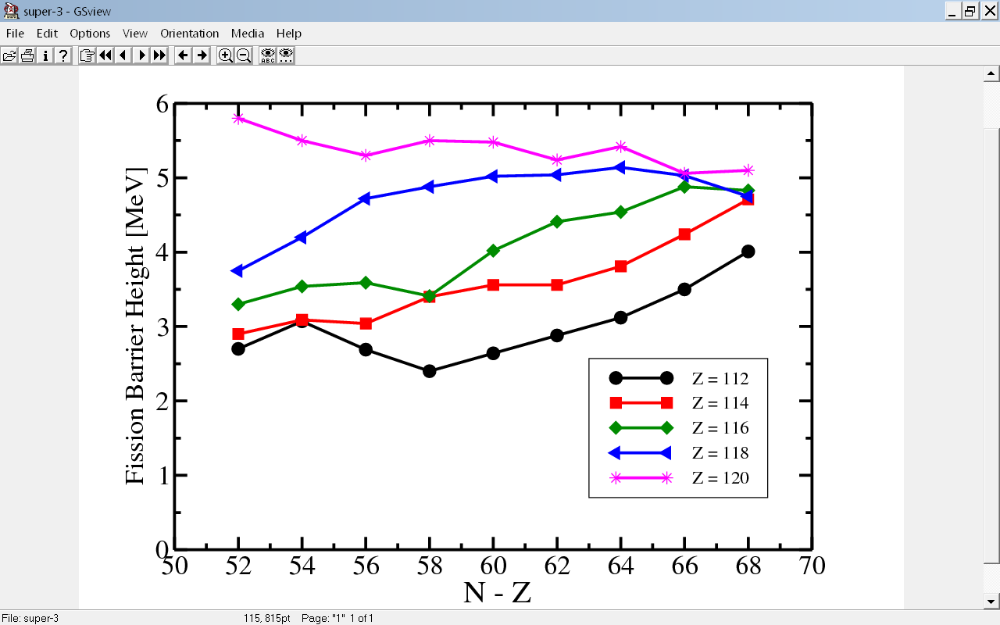 super-3 - GSview
File Edit Options View Orientation Media Help
ABC
6
5
4
3
2
1
0
Fission Barrier Height [MeV]
Z = 112
Z = 114
Z = 116
Z = 118
Z = 120
50 52 54 56 58 60 62 64 66 68 70
N - Z
File: super-3 115, 815pt Page: "1" 1 of 1